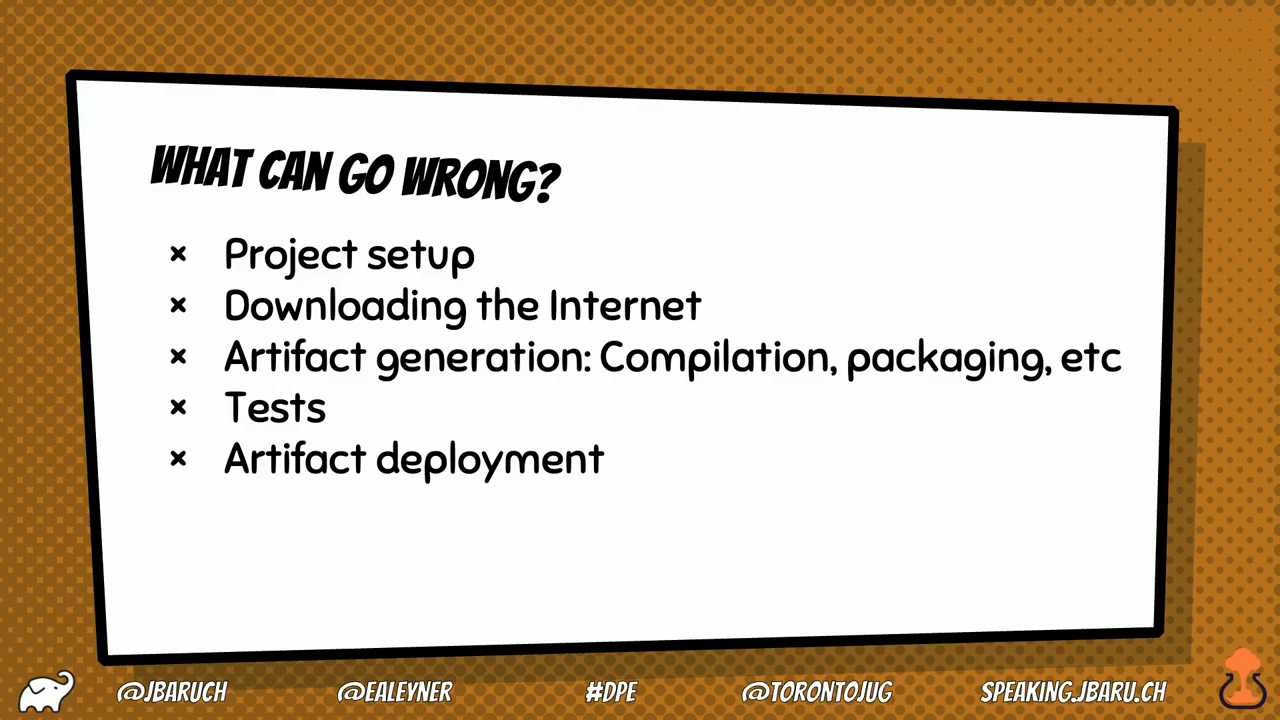 WHAT CAN GO WRONG?
× Project setup
× Downloading the Internet
× Artifact generation: Compilation, packaging, etc
× Tests
× Artifact deployment
@JBARUCH @EALEYNER #DPE @TORONTOJUG SPEAKING.JBARU.CH